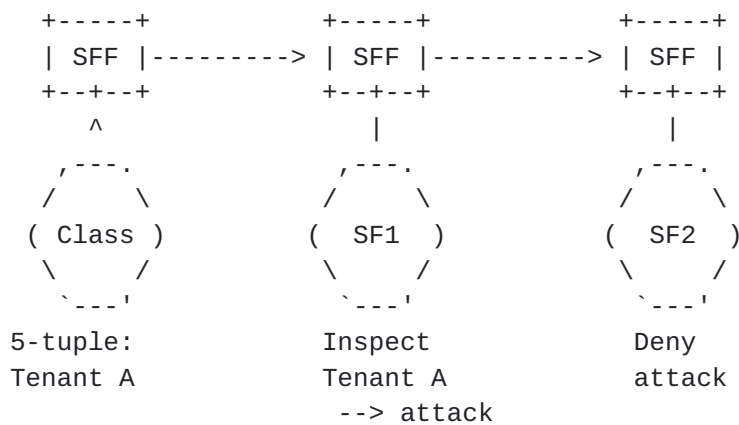 SFF SFF SFF
Class SF1 SF2
5-tuple: Inspect Deny
Tenant A Tenant A attack
--> attack